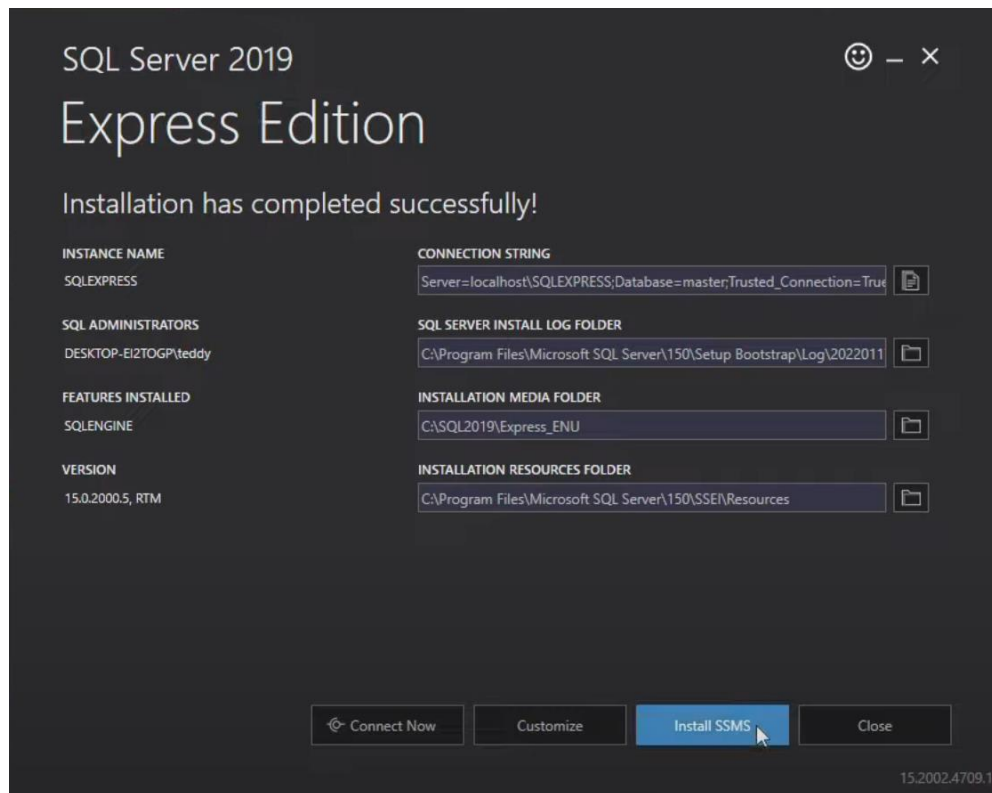 SQL Server 2019
Express Edition
Installation has completed successfully!
INSTANCE NAME
SQLEXPRESS
CONNECTION STRING
Server=localhost\SQLEXPRESS;Database=master;Trusted_Connection=True
SQL ADMINISTRATORS
DESKTOP-EI2TOGP\teddy
SQL SERVER INSTALL LOG FOLDER
C:\Program Files\Microsoft SQL Server\150\Setup Bootstrap\Log\2022011
FEATURES INSTALLED
SQLENGINE
INSTALLATION MEDIA FOLDER
C:\SQL2019\Express_ENU
VERSION
15.0.2000.5, RTM
INSTALLATION RESOURCES FOLDER
C:\Program Files\Microsoft SQL Server\150\SSEI\Resources
Connect Now
Customize
Install SSMS
Close
15.2002.4709.1